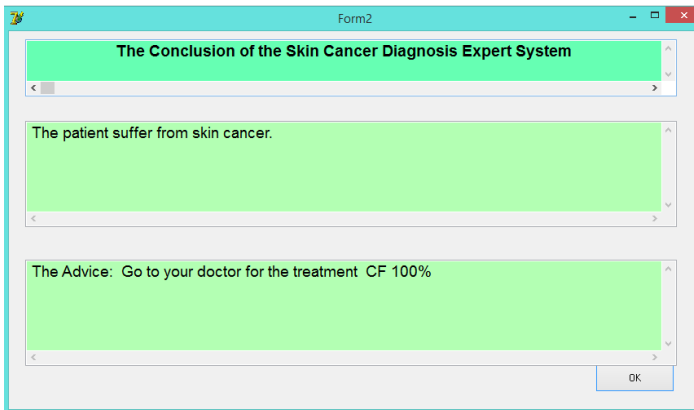 Form2
The Conclusion of the Skin Cancer Diagnosis Expert System
The patient suffer from skin cancer.
The Advice:  Go to your doctor for the treatment  CF 100%
OK